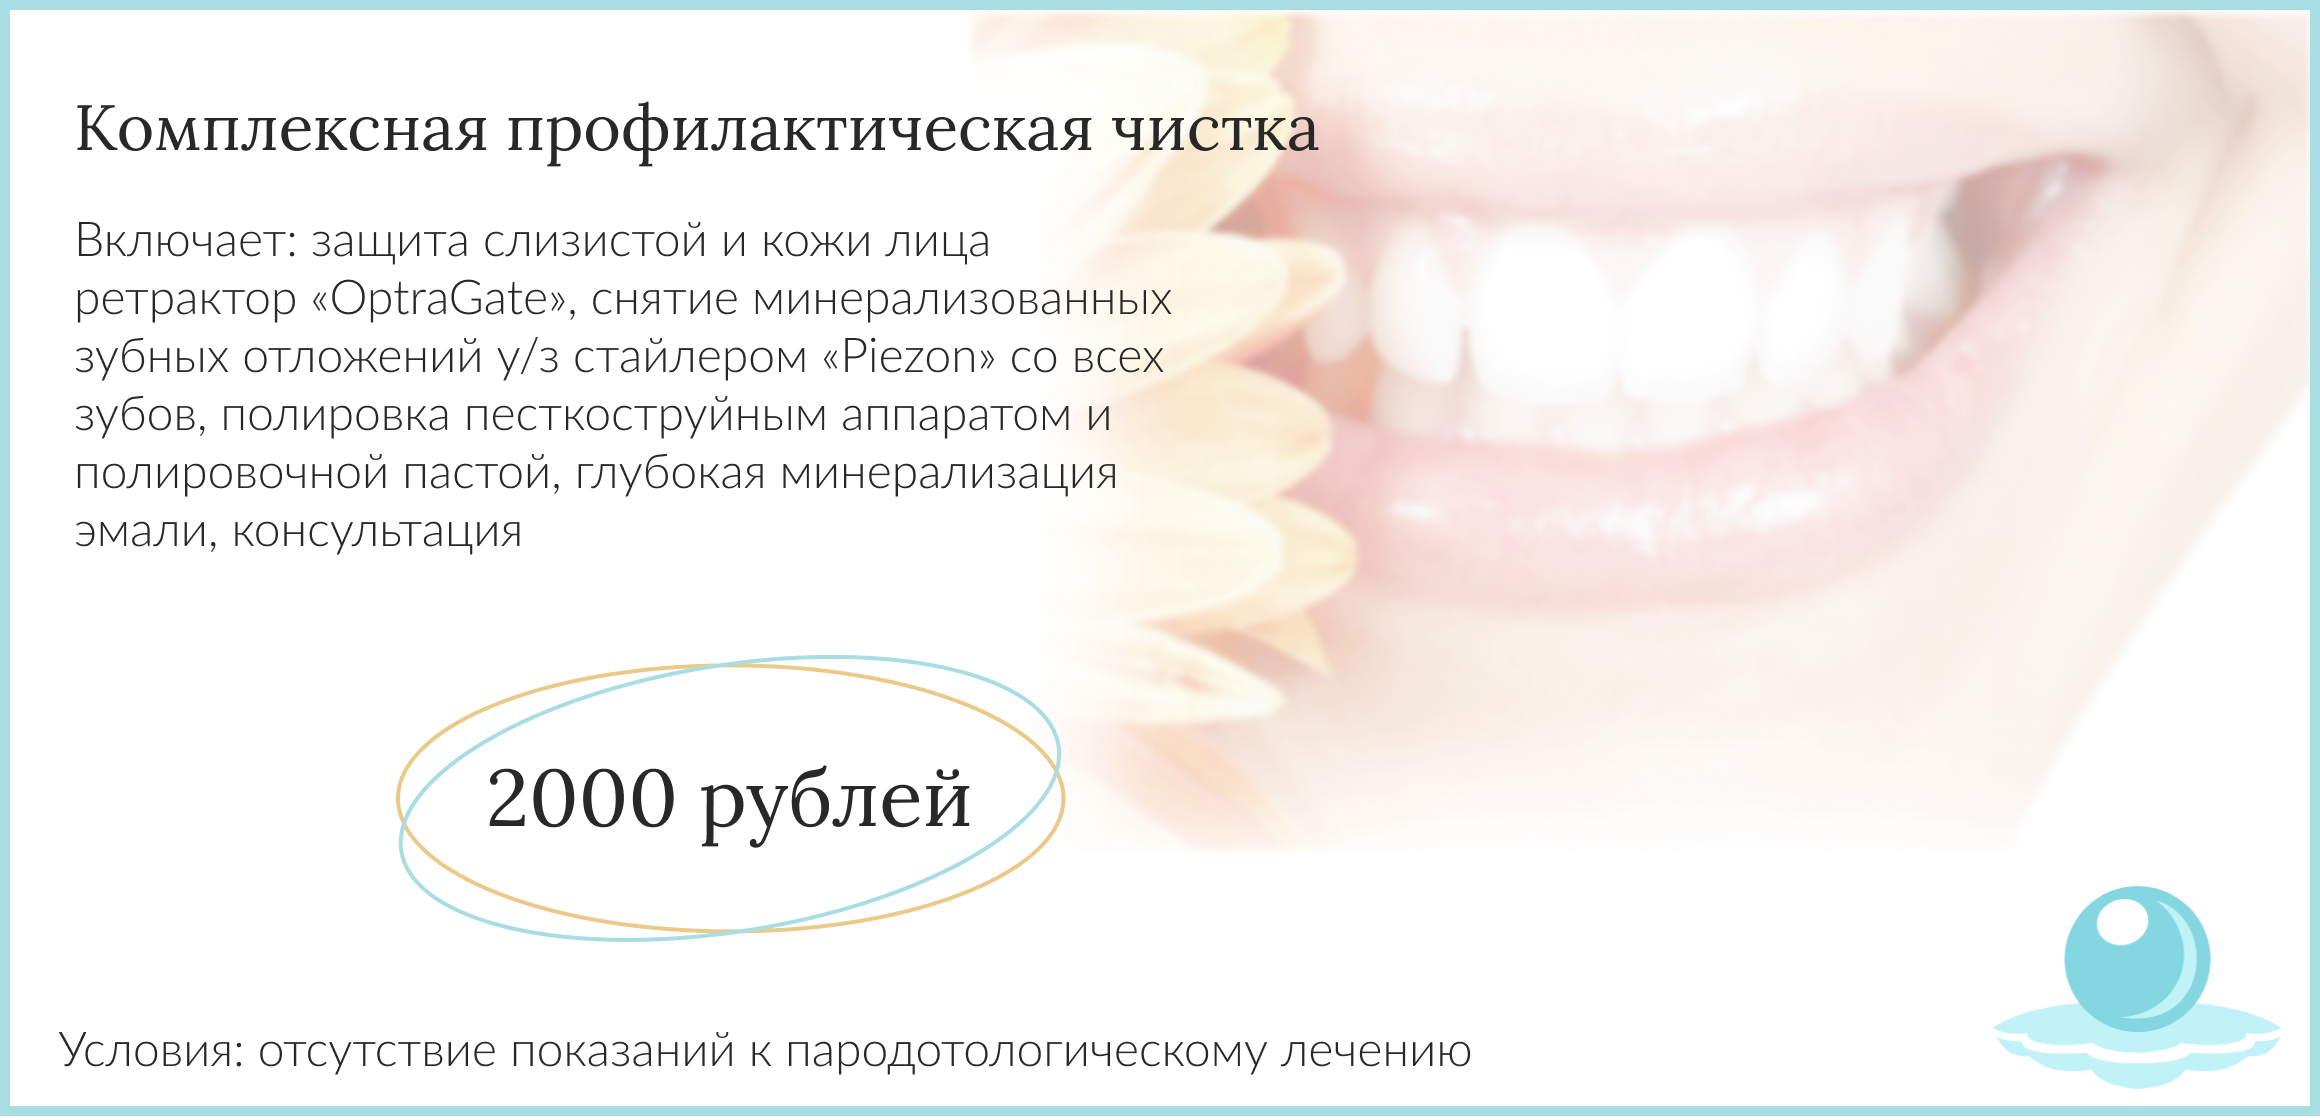 Комплексная профилактическая чистка
Включает: защита слизистой и кожи лица
ретрактор «OptraGate», снятие минерализованных
зубных отложений у/з стайлером «Piezon» со всех
зубов, полировка песткоструйным аппаратом и
полировочной пастой, глубокая минерализация
эмали, консультация
2000 рублей
Условия: отсутствие показаний к пародотологическому лечению